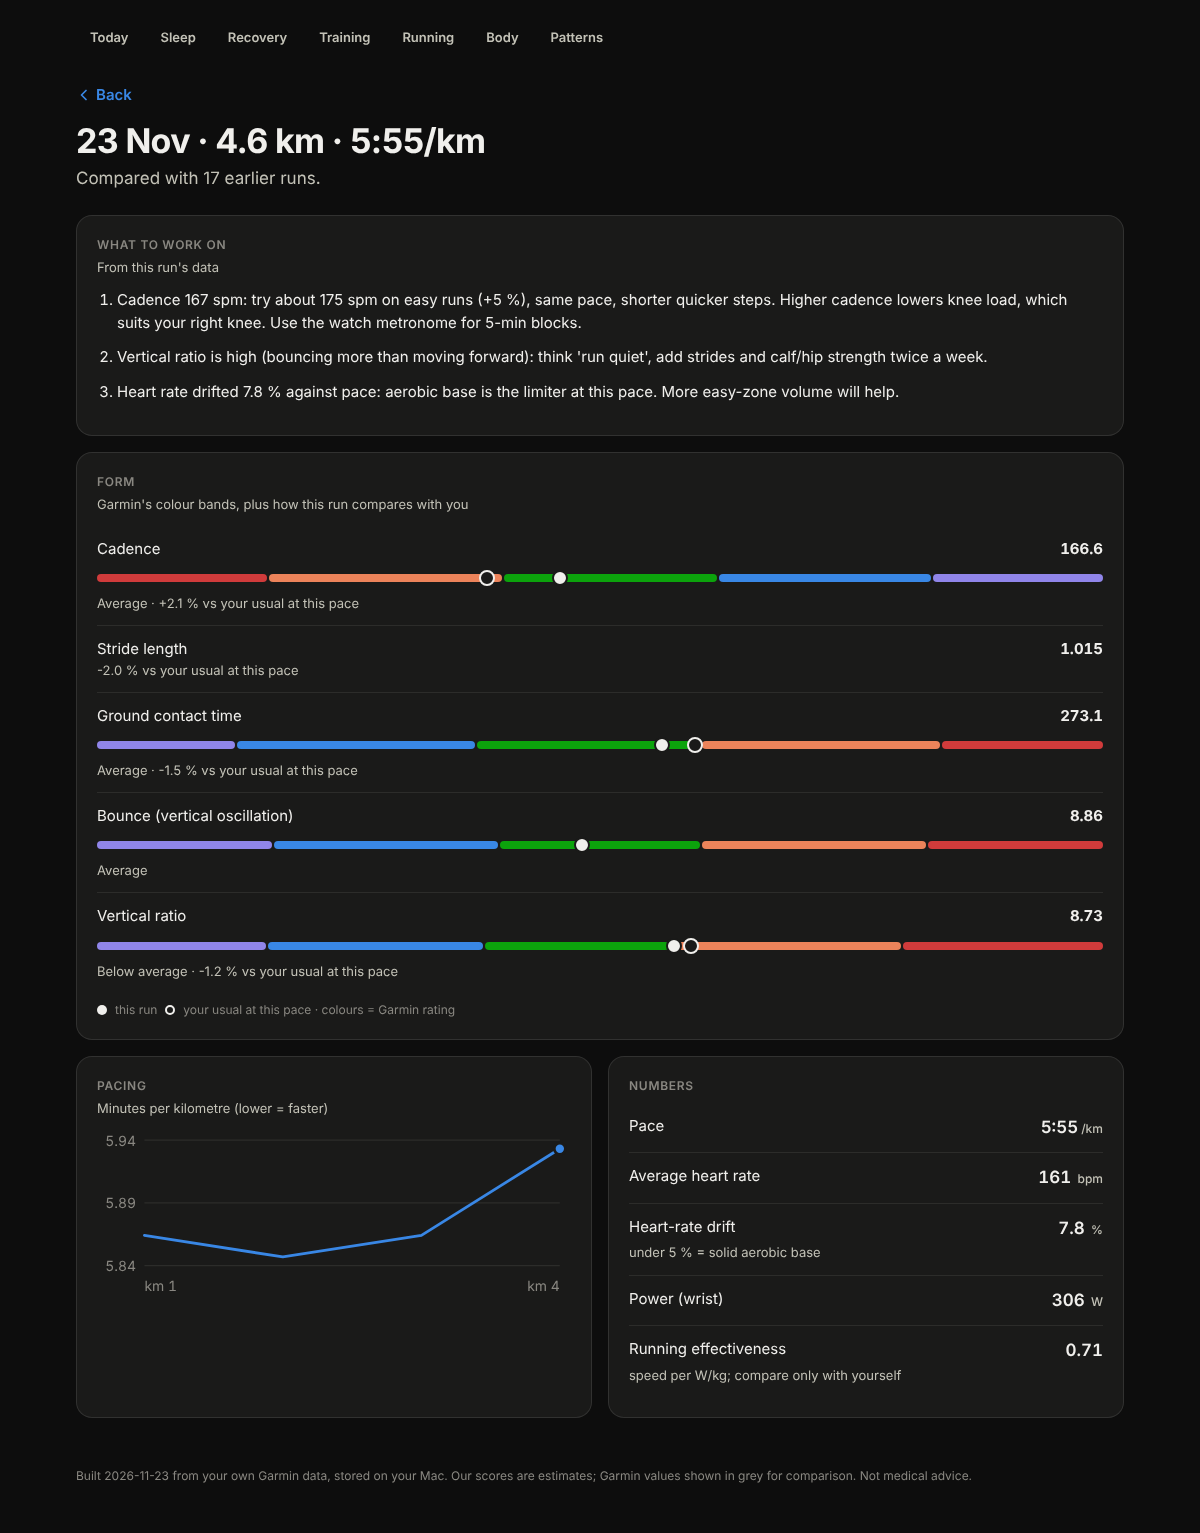 Today Sleep Recovery Training Running Body Patterns
Back
23 Nov · 4.6 km · 5:55/km
Compared with 17 earlier runs.
WHAT TO WORK ON
From this run's data
1. Cadence 167 spm: try about 175 spm on easy runs (+5 %), same pace, shorter quicker steps. Higher cadence lowers knee load, which
suits your right knee. Use the watch metronome for 5-min blocks.
2. Vertical ratio is high (bouncing more than moving forward): think 'run quiet', add strides and calf/hip strength twice a week.
3. Heart rate drifted 7.8 % against pace: aerobic base is the limiter at this pace. More easy-zone volume will help.
FORM
Garmin's colour bands, plus how this run compares with you
Cadence 166.6
Average · +2.1 % vs your usual at this pace
Stride length 1.015
-2.0 % vs your usual at this pace
Ground contact time 273.1
Average · -1.5 % vs your usual at this pace
Bounce (vertical oscillation) 8.86
Average
Vertical ratio 8.73
Below average · -1.2 % vs your usual at this pace
this run your usual at this pace · colours = Garmin rating
PACING
Minutes per kilometre (lower = faster)
5.94
5.89
5.84
km 1 km 4
NUMBERS
Pace 5:55 /km
Average heart rate 161 bpm
Heart-rate drift 7.8 %
under 5 % = solid aerobic base
Power (wrist) 306 W
Running effectiveness 0.71
speed per W/kg; compare only with yourself
Built 2026-11-23 from your own Garmin data, stored on your Mac. Our scores are estimates; Garmin values shown in grey for comparison. Not medical advice.